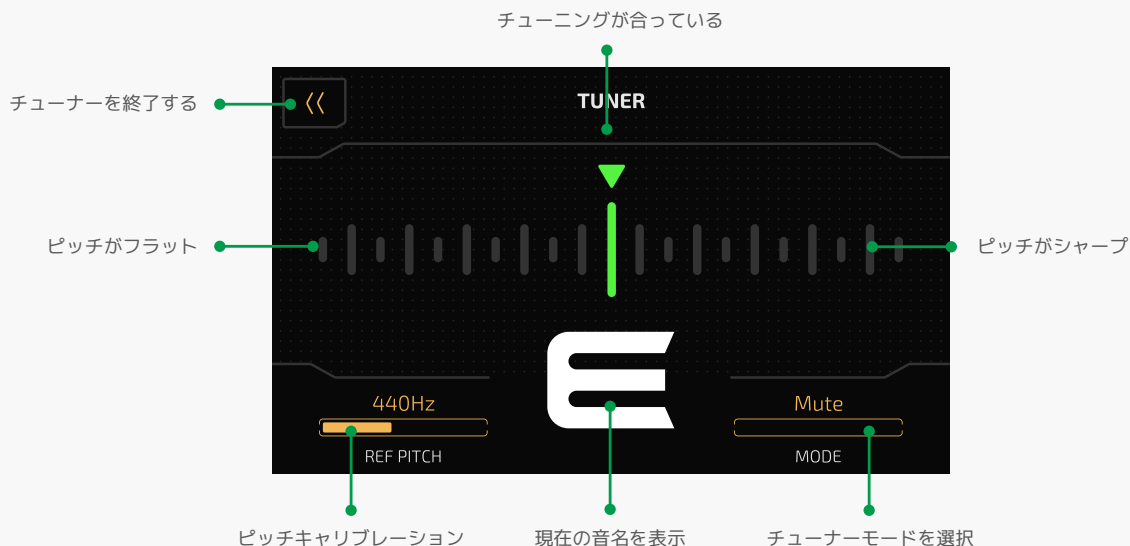 チューニングが合っている
チューナーを終了する
TUNER
ピッチがフラット
ピッチがシャープ
E
440Hz
Mute
REF PITCH
MODE
ピッチキャリブレーション
現在の音名を表示
チューナーモードを選択